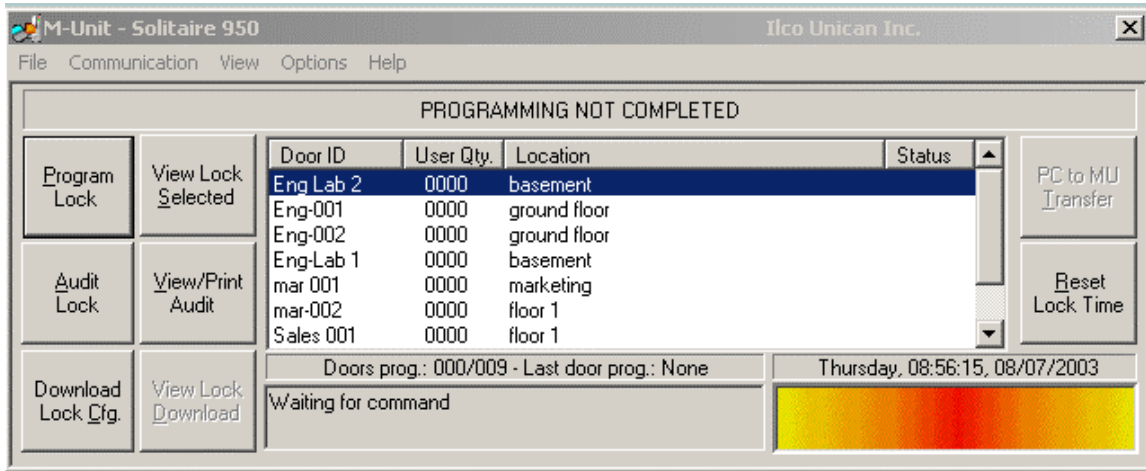 M-Unit - Solitaire 950 Ilco Unican Inc.
File Communication View Options Help
PROGRAMMING NOT COMPLETED
Program Lock
View Lock Selected
Audit Lock
View/Print Audit
Download Lock Cfg.
View Lock Download
Door ID User Qty. Location Status
Eng Lab 2 0000 basement
Eng-001 0000 ground floor
Eng-002 0000 ground floor
Eng-Lab 1 0000 basement
mar 001 0000 marketing
mar-002 0000 floor 1
Sales 001 0000 floor 1
PC to MU Transfer
Reset Lock Time
Doors prog.: 000/009 - Last door prog.: None
Thursday, 08:56:15, 08/07/2003
Waiting for command